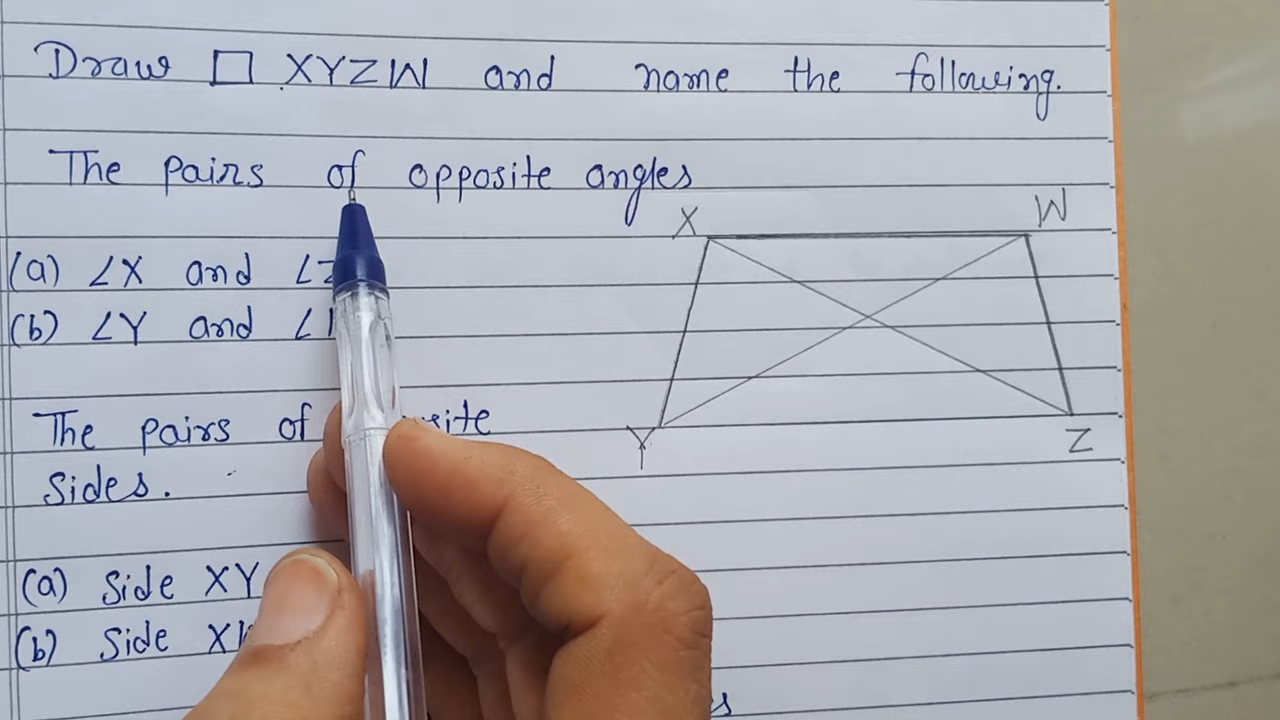 Draw □ XYZW and name the following.
The pairs of opposite angles
X
W
(a) ∠X and ∠Z
(b) ∠Y and
Y
Z
The pairs of
sides.
(a) Side XY
(b) Side